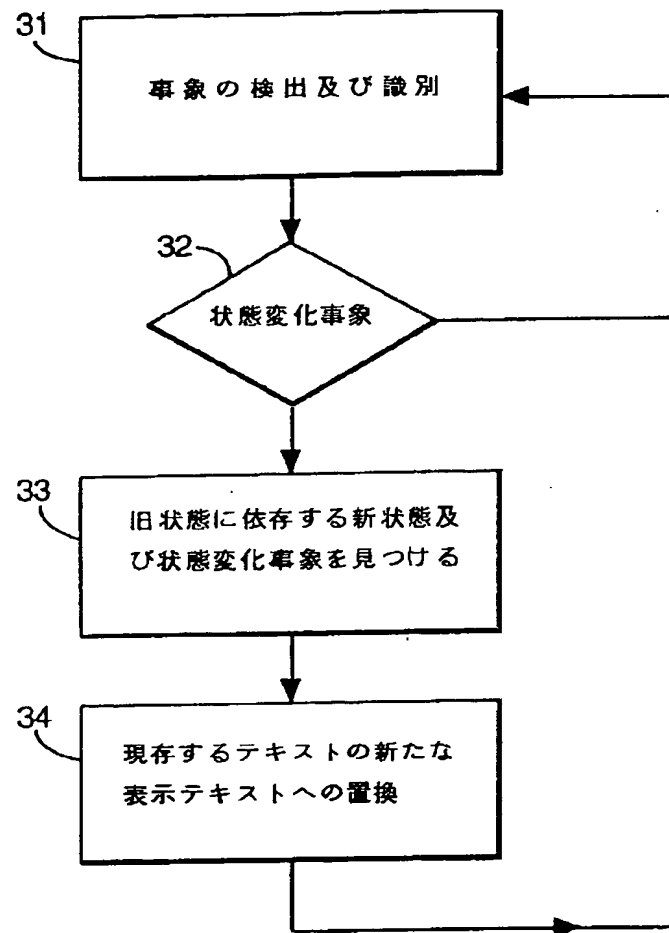 31
事象の検出及び識別
32
状態変化事象
33
旧状態に依存する新状態及
び状態変化事象を見つける
34
現存するテキストの新たな
表示テキストへの置換